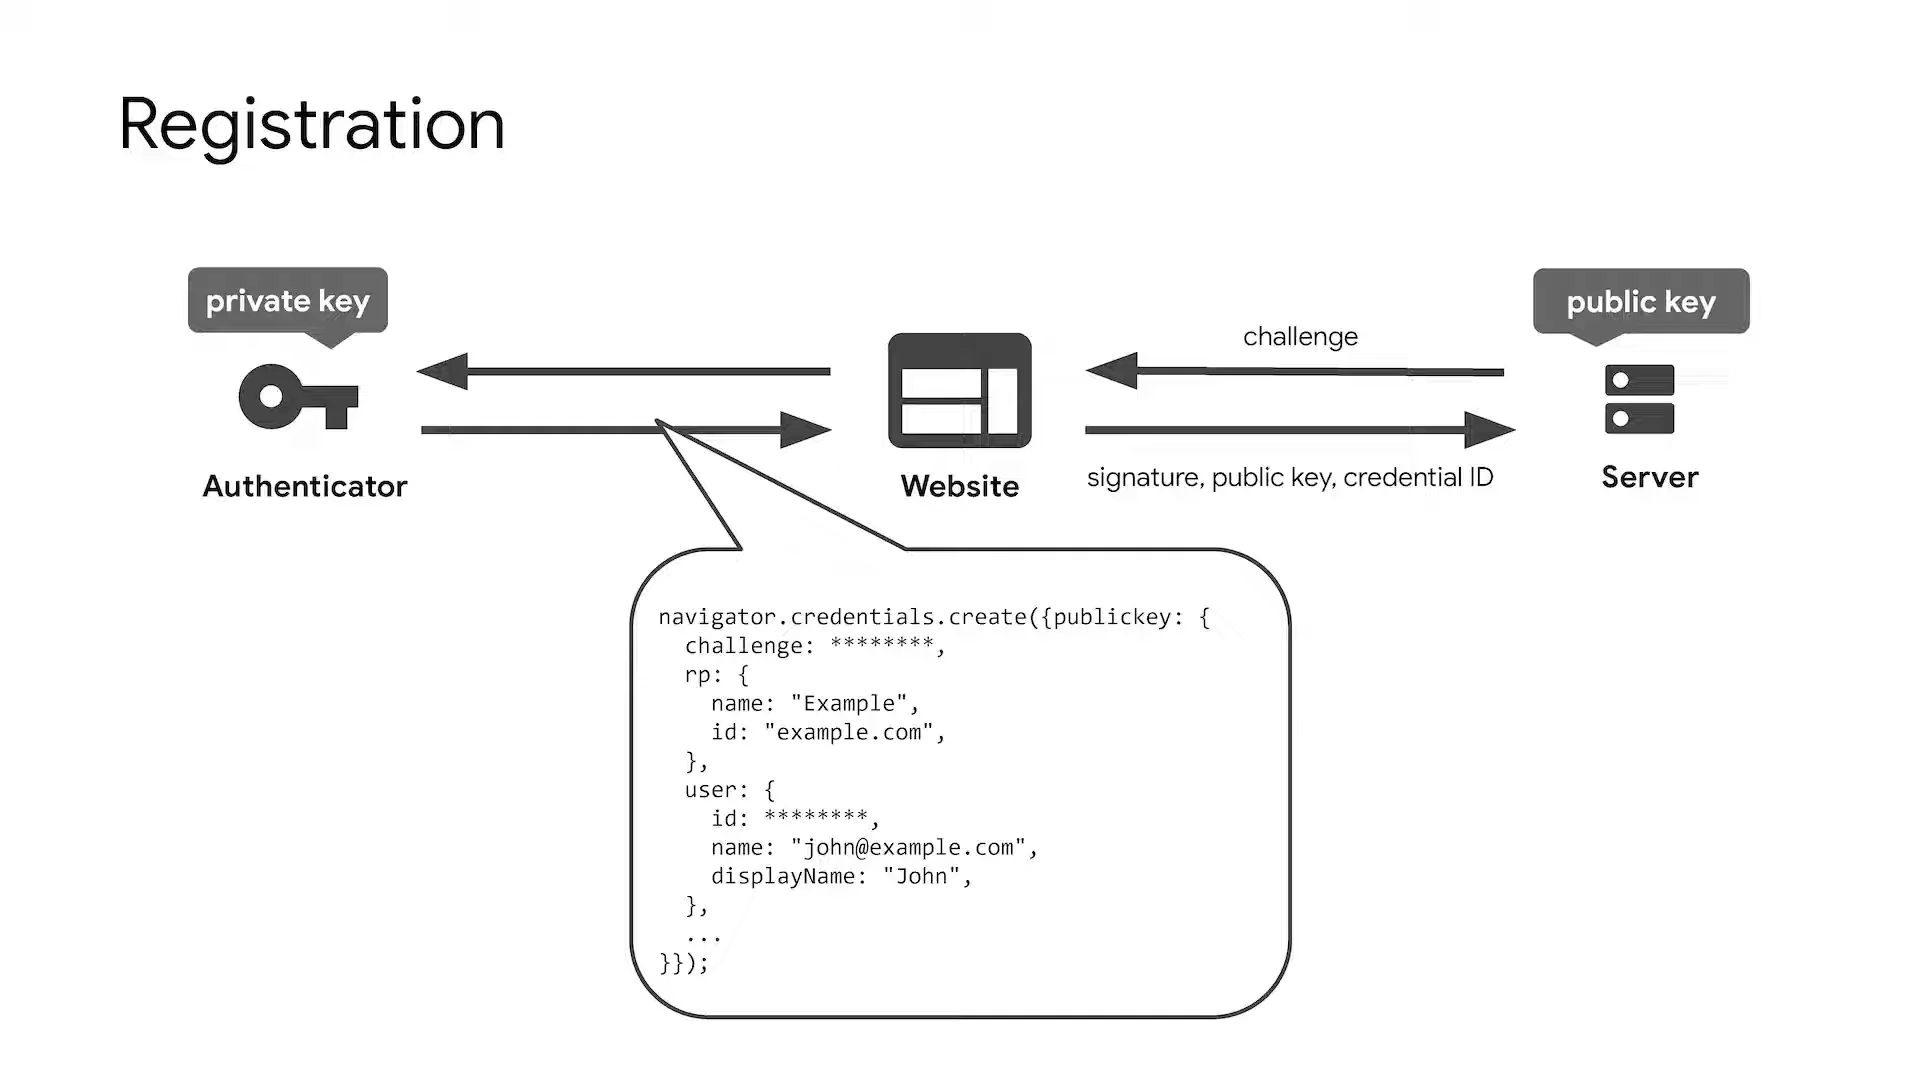 Registration
private key
public key
challenge
Authenticator
Website
signature, public key, credential ID
Server
navigator.credentials.create({publickey: {
  challenge: ********,
  rp: {
    name: "Example",
    id: "example.com",
  },
  user: {
    id: ********,
    name: "john@example.com",
    displayName: "John",
  },
  ...
}});